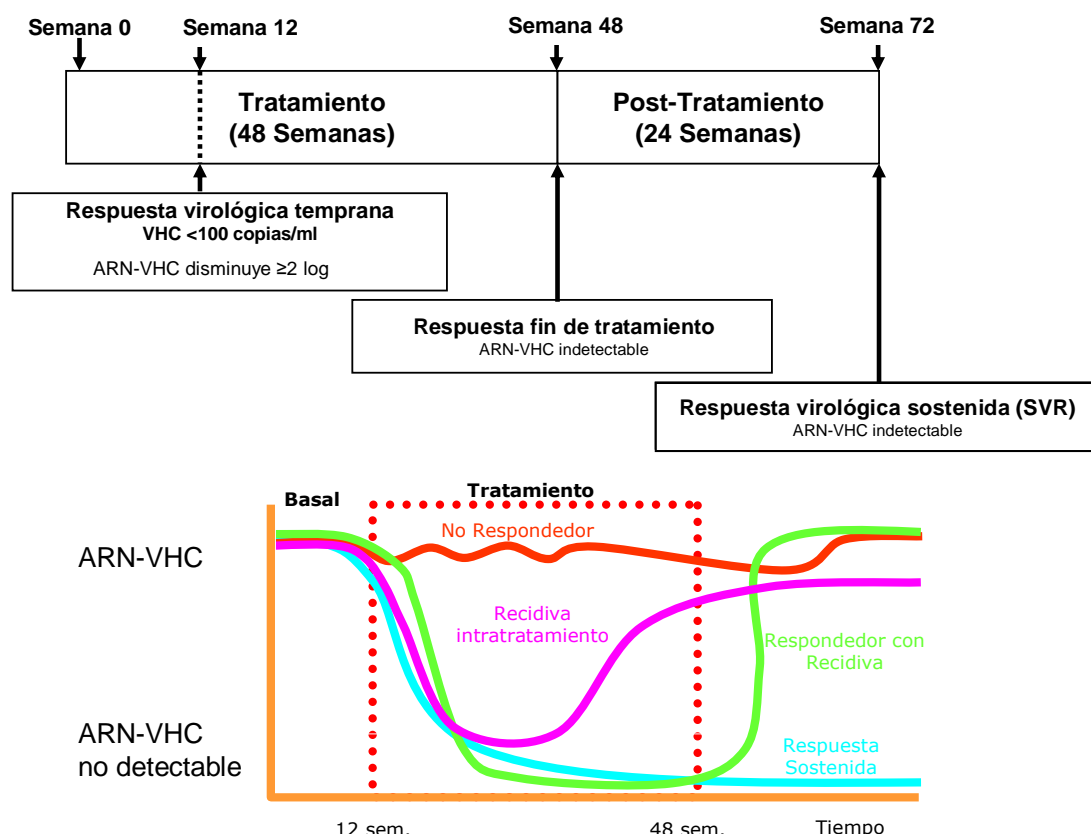 Semana 0
Semana 12
Semana 48
Semana 72
Tratamiento
(48 Semanas)
Post-Tratamiento
(24 Semanas)
Respuesta virológica temprana
VHC <100 copias/ml
ARN-VHC disminuye ≥2 log
Respuesta fin de tratamiento
ARN-VHC indetectable
Respuesta virológica sostenida (SVR)
ARN-VHC indetectable
Basal
Tratamiento
No Respondedor
ARN-VHC
Recidiva
intratratamiento
Respondedor con
Recidiva
ARN-VHC
no detectable
Respuesta
Sostenida
12 sem.
48 sem.
Tiempo